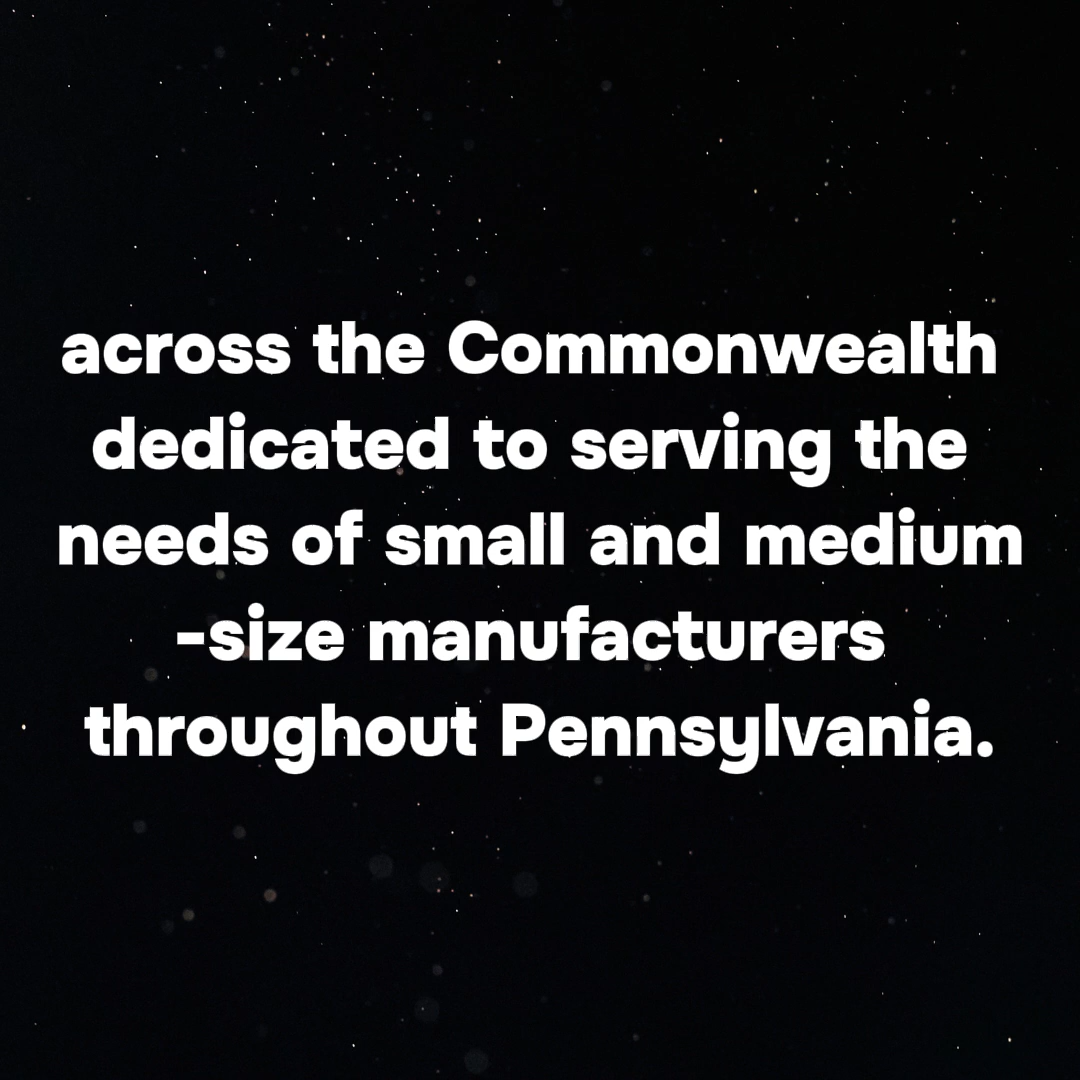 across the Commonwealth
dedicated to serving the
needs of small and medium
-size manufacturers
throughout Pennsylvania.